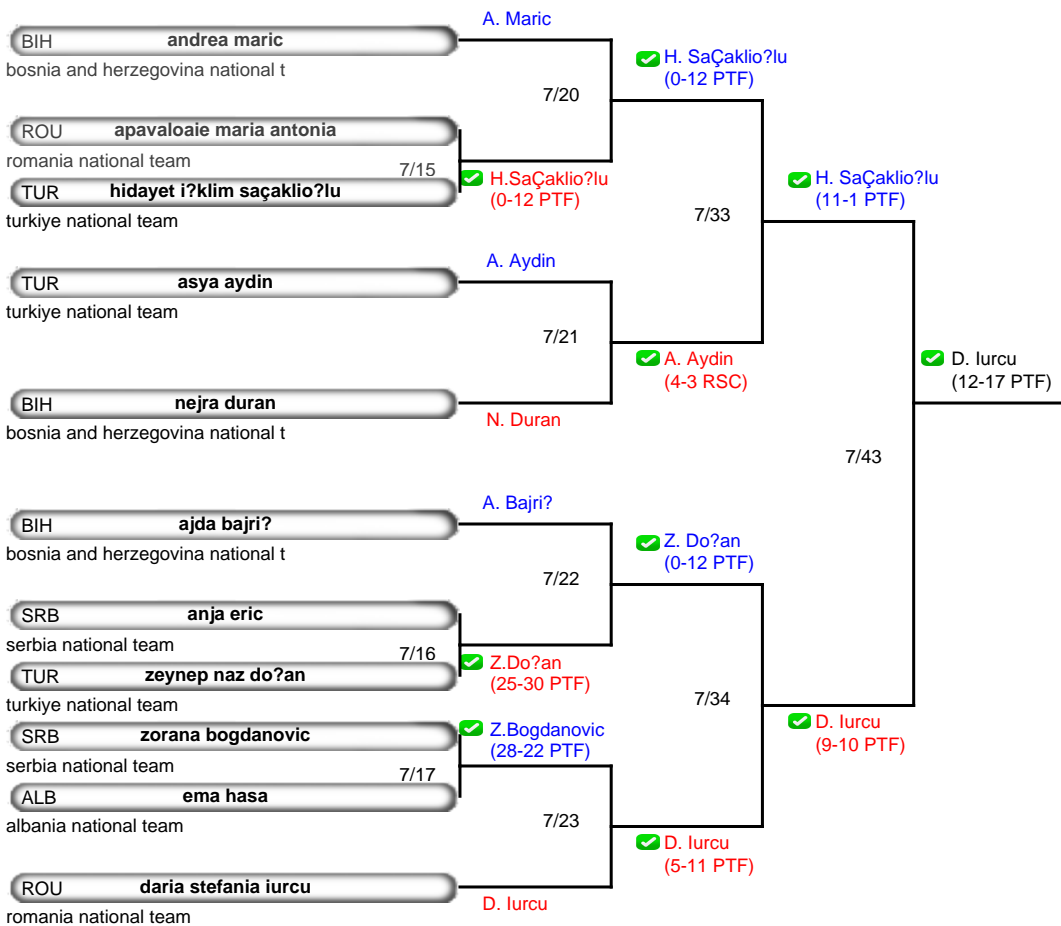 A. Maric
BIH andrea maric
bosnia and herzegovina national t
H. SaÇaklio?lu
(0-12 PTF)
7/20
ROU apavaloaie maria antonia
romania national team
7/15
TUR hidayet i?klim saçaklio?lu
turkiye national team
H.SaÇaklio?lu
(0-12 PTF)
H. SaÇaklio?lu
(11-1 PTF)
7/33
A. Aydin
TUR asya aydin
turkiye national team
7/21
A. Aydin
(4-3 RSC)
D. Iurcu
(12-17 PTF)
BIH nejra duran
bosnia and herzegovina national t
N. Duran
7/43
A. Bajri?
BIH ajda bajri?
bosnia and herzegovina national t
Z. Do?an
(0-12 PTF)
7/22
SRB anja eric
serbia national team
7/16
TUR zeynep naz do?an
turkiye national team
Z.Do?an
(25-30 PTF)
7/34
SRB zorana bogdanovic
serbia national team
Z.Bogdanovic
(28-22 PTF)
D. Iurcu
(9-10 PTF)
7/17
ALB ema hasa
albania national team
7/23
D. Iurcu
(5-11 PTF)
ROU daria stefania iurcu
romania national team
D. Iurcu